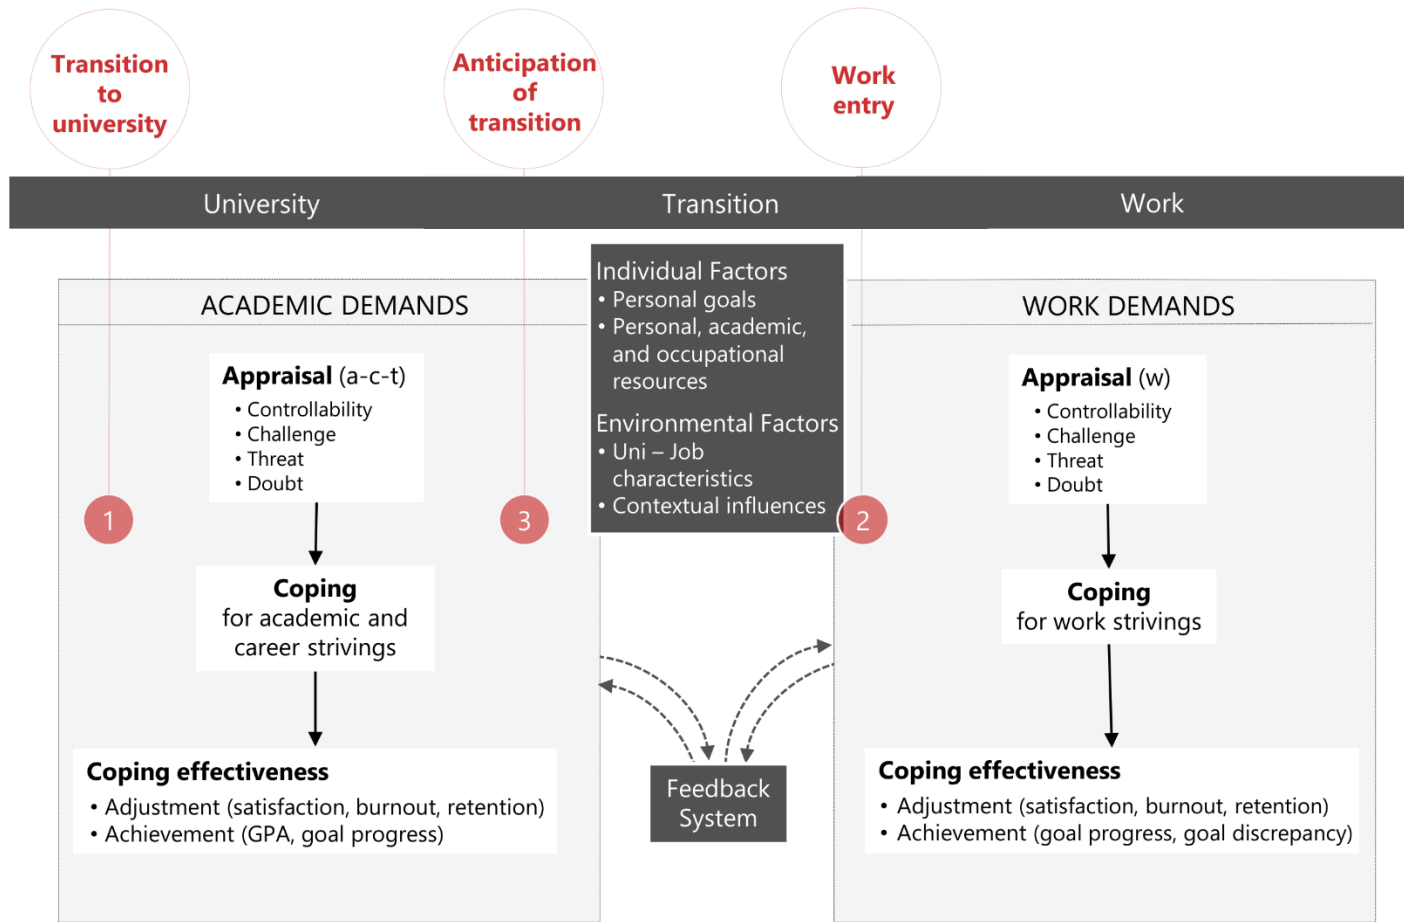 Transition
to
university
Anticipation
of
transition
Work
entry
University
Transition
Work
ACADEMIC DEMANDS
Appraisal (a-c-t)
• Controllability
• Challenge
• Threat
• Doubt
1
3
Coping
for academic and
career strivings
Coping effectiveness
• Adjustment (satisfaction, burnout, retention)
• Achievement (GPA, goal progress)
Individual Factors
• Personal goals
• Personal, academic,
and occupational
resources
Environmental Factors
• Uni – Job
characteristics
• Contextual influences
Feedback
System
2
WORK DEMANDS
Appraisal (w)
• Controllability
• Challenge
• Threat
• Doubt
Coping
for work strivings
Coping effectiveness
• Adjustment (satisfaction, burnout, retention)
• Achievement (goal progress, goal discrepancy)